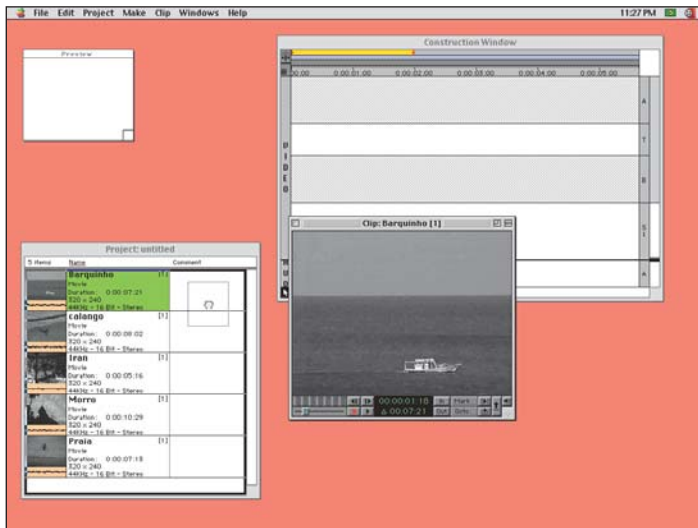 File Edit Project Make Clip Windows Help 11:27 PM
Preview
Construction Window
00:00 0:00:01:00 0:00:02:00 0:00:03:00 0:00:04:00 0:00:05:00
A
T
B
S1
A
VIDEO
Clip: Barquinho [1]
00:00:01:18 In Mark
Δ 00:07:21 Out Goto
Project: untitled
5 items Name Comment
Barquinho [1]
Movie
Duration: 0:00:07:21
320 x 240
44KHz - 16 Bit - Stereo
calango [1]
Movie
Duration: 0:00:08:02
320 x 240
44KHz - 16 Bit - Stereo
Iran [1]
Movie
Duration: 0:00:05:16
320 x 240
44KHz - 16 Bit - Stereo
Morro [1]
Movie
Duration: 0:00:10:29
320 x 240
44KHz - 16 Bit - Stereo
Praia [1]
Movie
Duration: 0:00:07:13
320 x 240
44KHz - 16 Bit - Stereo